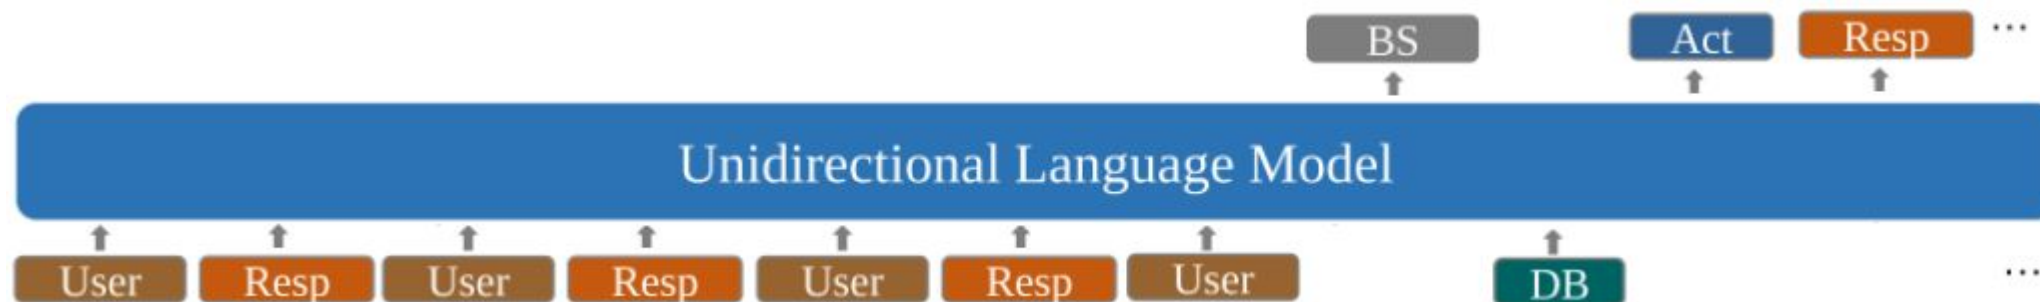 BS Act Resp ...
Unidirectional Language Model
User Resp User Resp User Resp User DB ...